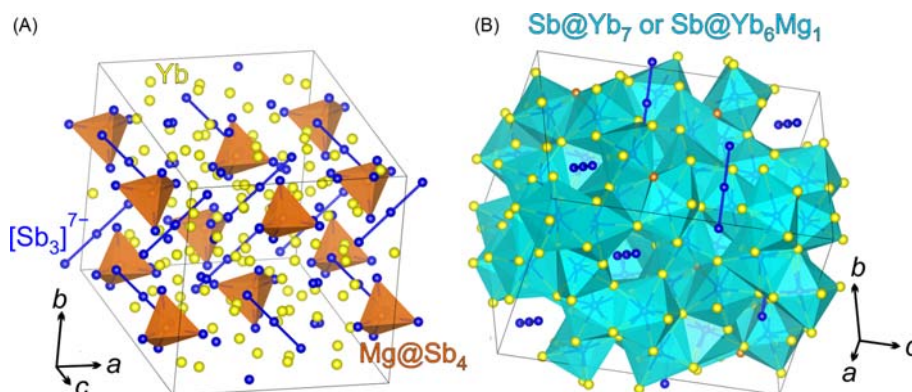 (A)
Yb
[Sb₃]⁷⁻
Mg@Sb₄
b
a
c
(B)
Sb@Yb₇ or Sb@Yb₆Mg₁
b
c
a